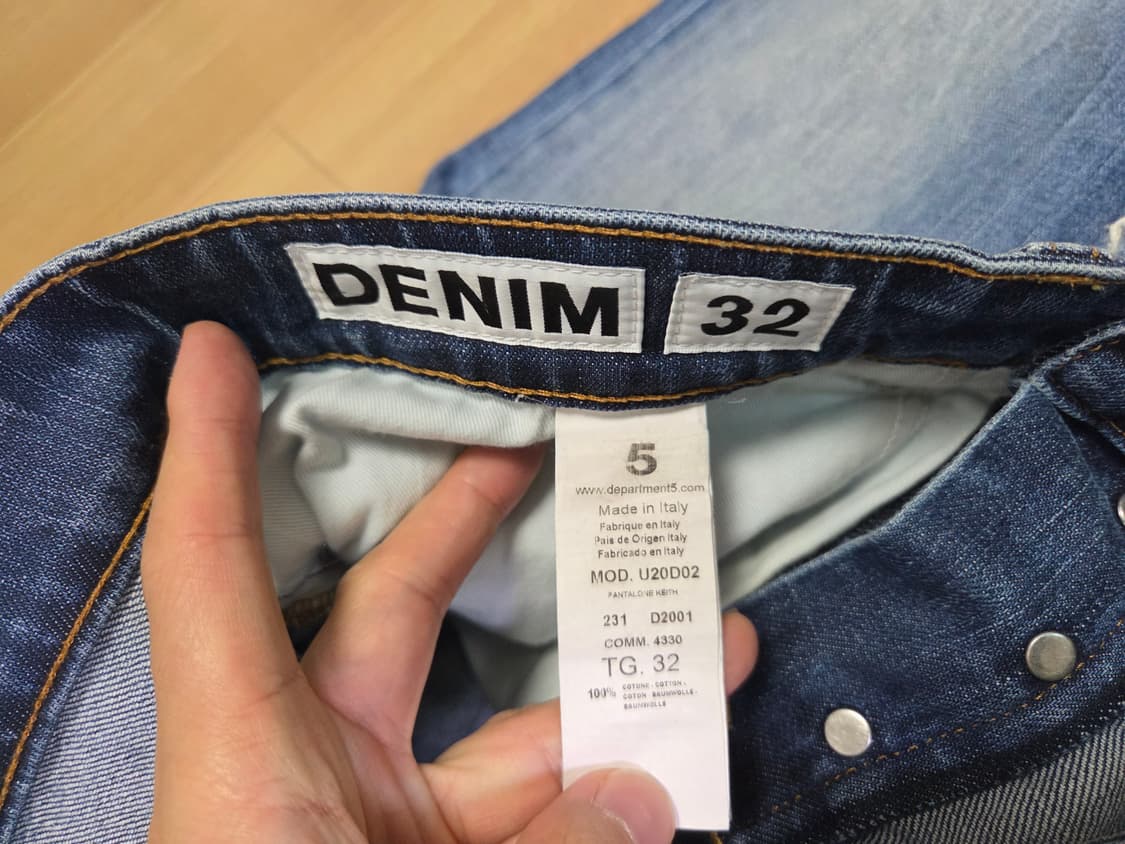 DENIM
32
5
www.department5.com
Made in Italy
Fabrique en Italy
Pais de Origen Italy
Fabricado en Italy
MOD. U20D02
PANTALONE KEITH
231 D2001
COMM. 4330
TG. 32
100% COTONE - COTTON -
COTON - BAUMWOLLE -
BAUMWOLLE